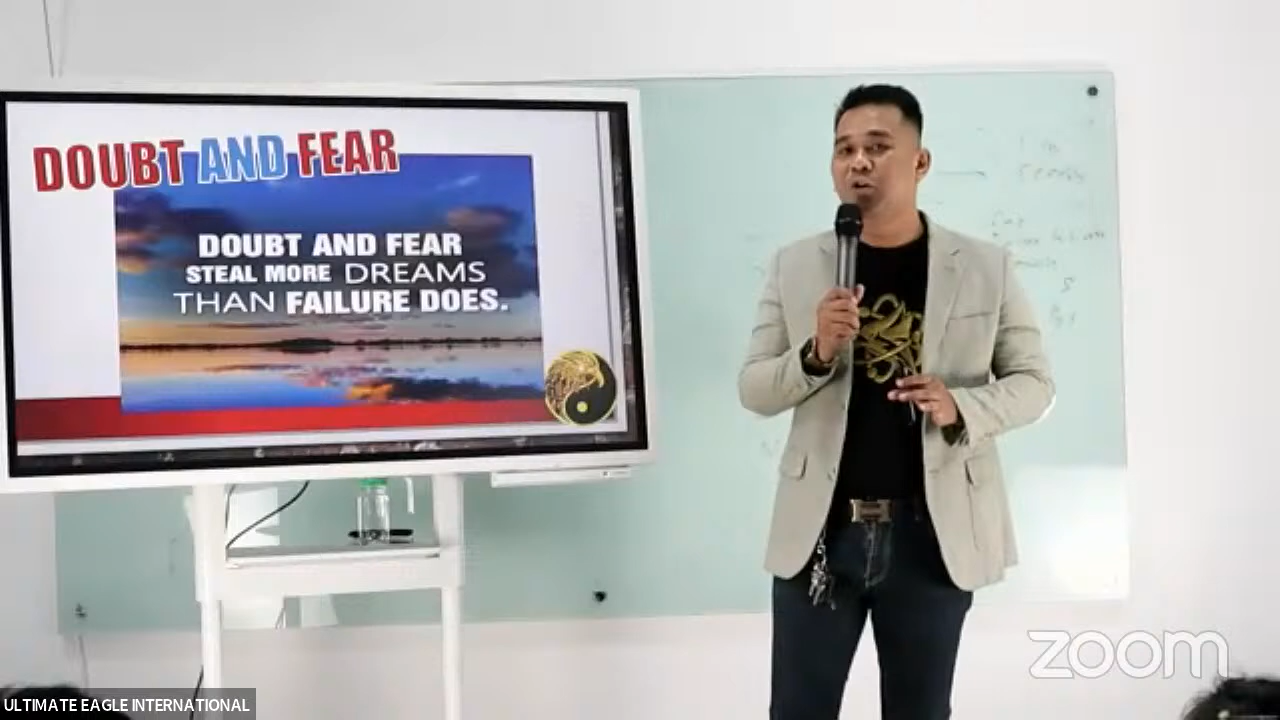 DOUBT AND FEAR
DOUBT AND FEAR
STEAL MORE DREAMS
THAN FAILURE DOES.
zoom
ULTIMATE EAGLE INTERNATIONAL